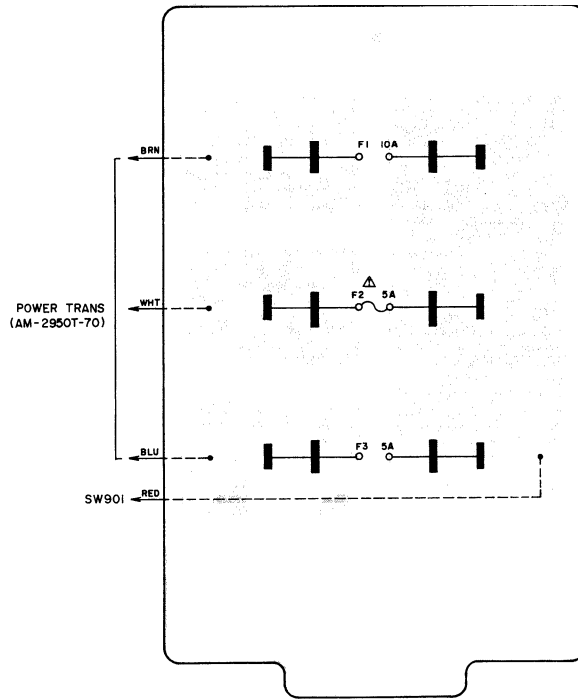 F1 10A
BRN
F2 5A
WHT
POWER TRANS
(AM-2950T-70)
F3 5A
BLU
RED
SW901